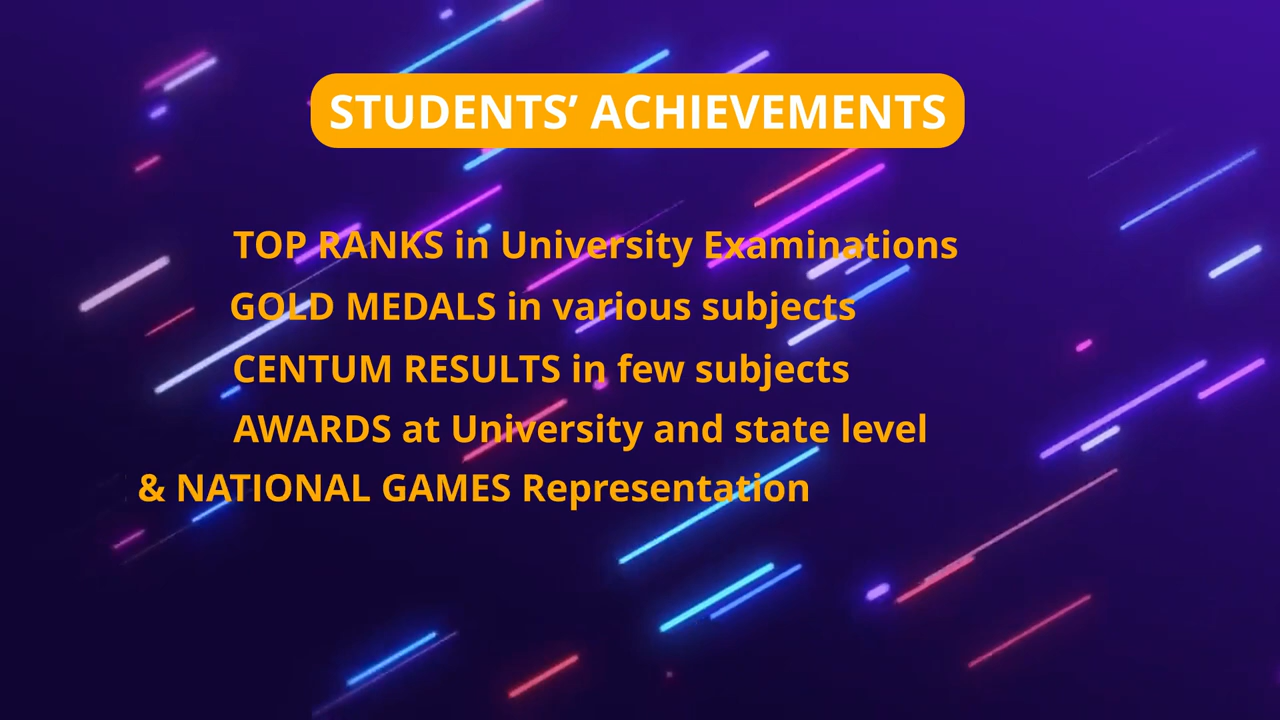 STUDENTS’ ACHIEVEMENTS
TOP RANKS in University Examinations
GOLD MEDALS in various subjects
CENTUM RESULTS in few subjects
AWARDS at University and state level
& NATIONAL GAMES Representation